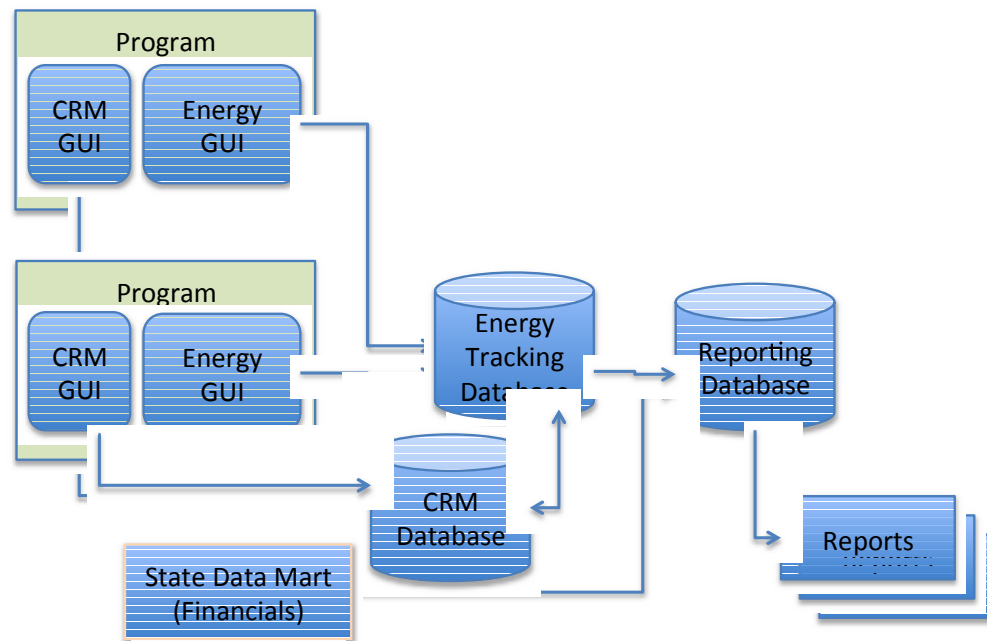 Program
CRM
GUI
Energy
GUI
Program
CRM
GUI
Energy
GUI
Energy
Tracking
Database
Reporting
Database
CRM
Database
Reports
State Data Mart
(Financials)